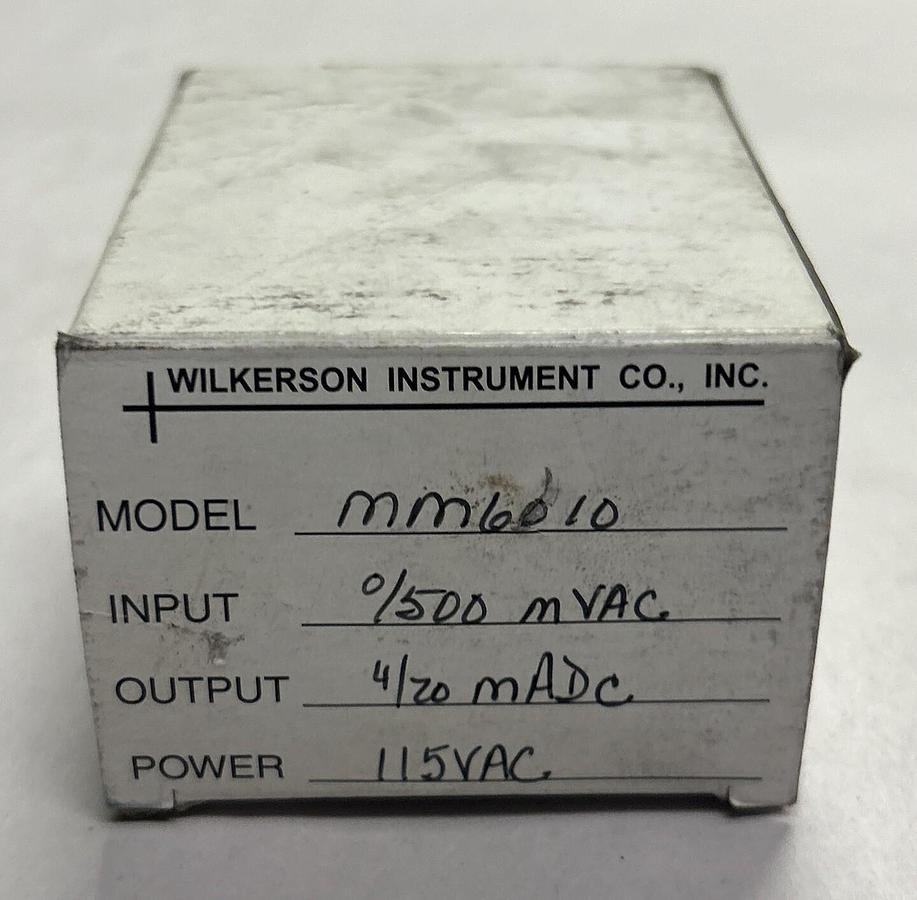 WILKERSON INSTRUMENT CO., INC.
MODEL MM6010
INPUT 0/500 mVAC
OUTPUT 4/20 mADC
POWER 115VAC